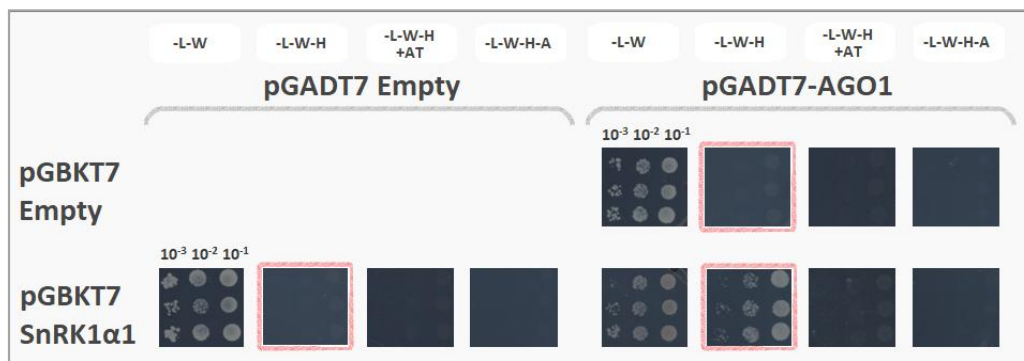 -L-W -L-W-H -L-W-H -L-W-H-A -L-W -L-W-H -L-W-H -L-W-H-A
+AT +AT
pGADT7 Empty pGADT7-AGO1
10⁻³ 10⁻² 10⁻¹
pGBKT7
Empty
10⁻³ 10⁻² 10⁻¹
pGBKT7
SnRK1α1